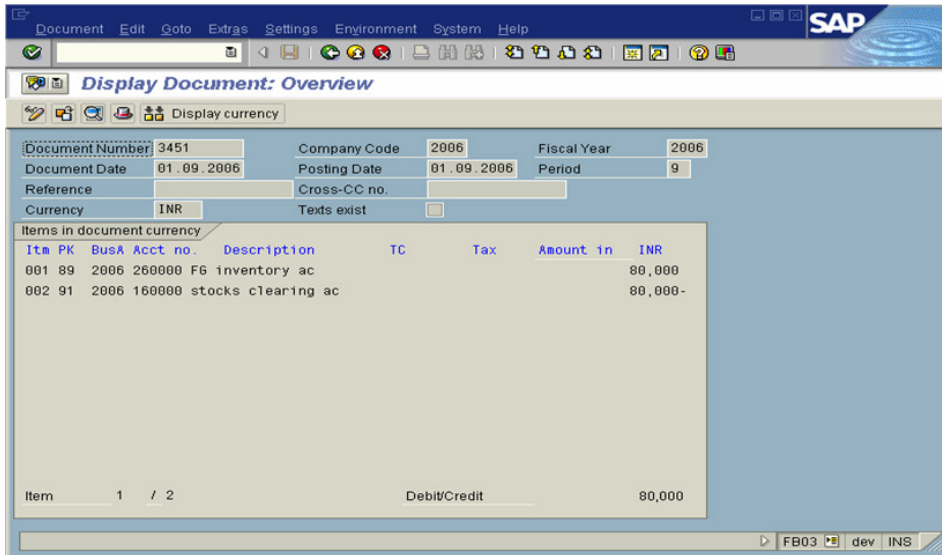 Document Edit Goto Extras Settings Environment System Help
SAP
Display Document: Overview
Display currency
Document Number 3451 Company Code 2006 Fiscal Year 2006
Document Date 01.09.2006 Posting Date 01.09.2006 Period 9
Reference Cross-CC no.
Currency INR Texts exist
Items in document currency
Itm PK BusA Acct no. Description TC Tax Amount in INR
001 89 2006 260000 FG inventory ac 80,000
002 91 2006 160000 stocks clearing ac 80,000-
Item 1 / 2 Debit/Credit 80,000
FB03 dev INS